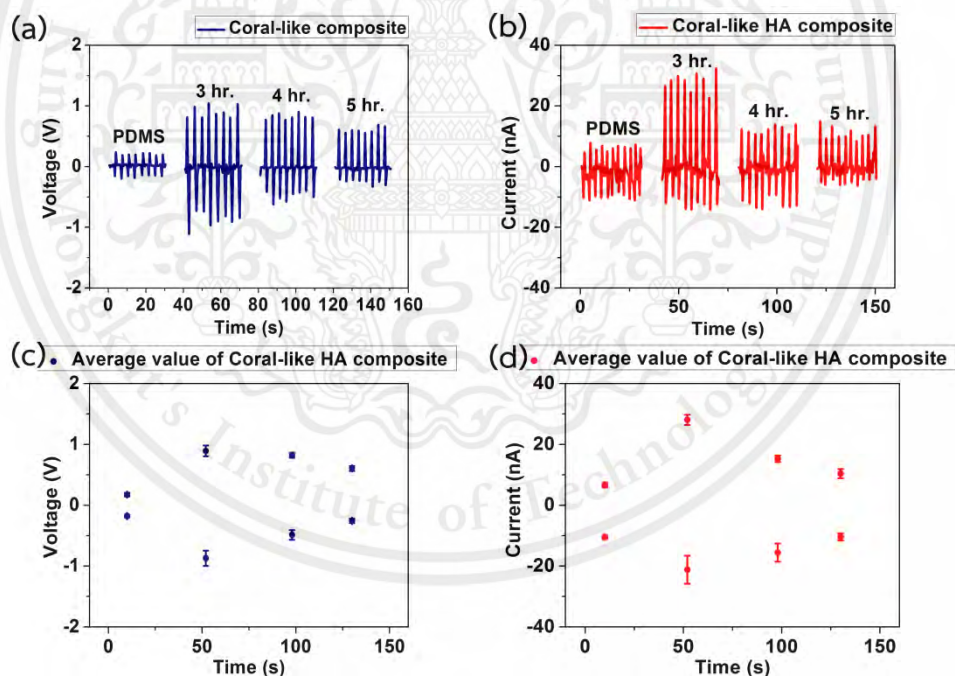 (a)
Coral-like composite
2
1
0
-1
-2
Voltage (V)
PDMS
3 hr.
4 hr.
5 hr.
0 20 40 60 80 100 120 140 160
Time (s)
(b)
Coral-like HA composite
40
20
0
-20
-40
Current (nA)
PDMS
3 hr.
4 hr.
5 hr.
0 50 100 150
Time (s)
(c)
Average value of Coral-like HA composite
2
1
0
-1
-2
Voltage (V)
0 50 100 150
Time (s)
(d)
Average value of Coral-like HA composite
40
20
0
-20
-40
Current (nA)
0 50 100 150
Time (s)
Institute of Technology